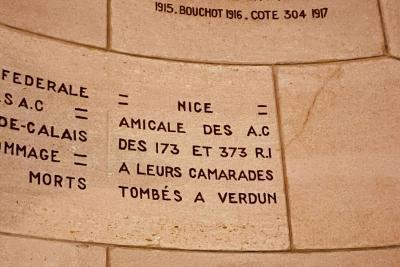 1915. BOUCHOT 1916. COTE 304 1917
FEDERALE
S A.C
DE-CALAIS
MMAGE =
MORTS
= NICE =
AMICALE DES A.C
DES 173 ET 373 R.I
A LEURS CAMARADES
TOMBÉS A VERDUN